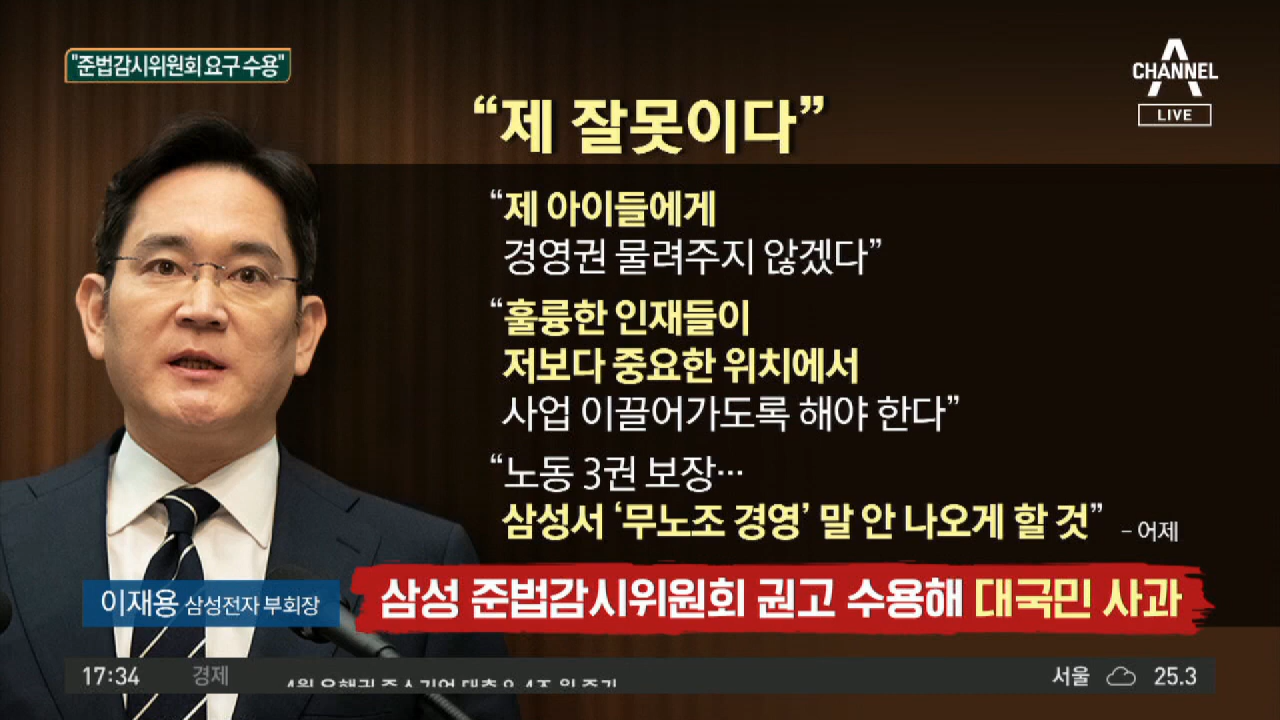 "준법감시위원회 요구 수용"
CHANNEL A
LIVE
“제 잘못이다”
“제 아이들에게
경영권 물려주지 않겠다”
“훌륭한 인재들이
저보다 중요한 위치에서
사업 이끌어가도록 해야 한다”
“노동 3권 보장…
삼성서 ‘무노조 경영’ 말 안 나오게 할 것” - 어제
이재용 삼성전자 부회장
삼성 준법감시위원회 권고 수용해 대국민 사과
17:34 경제 서울 25.3